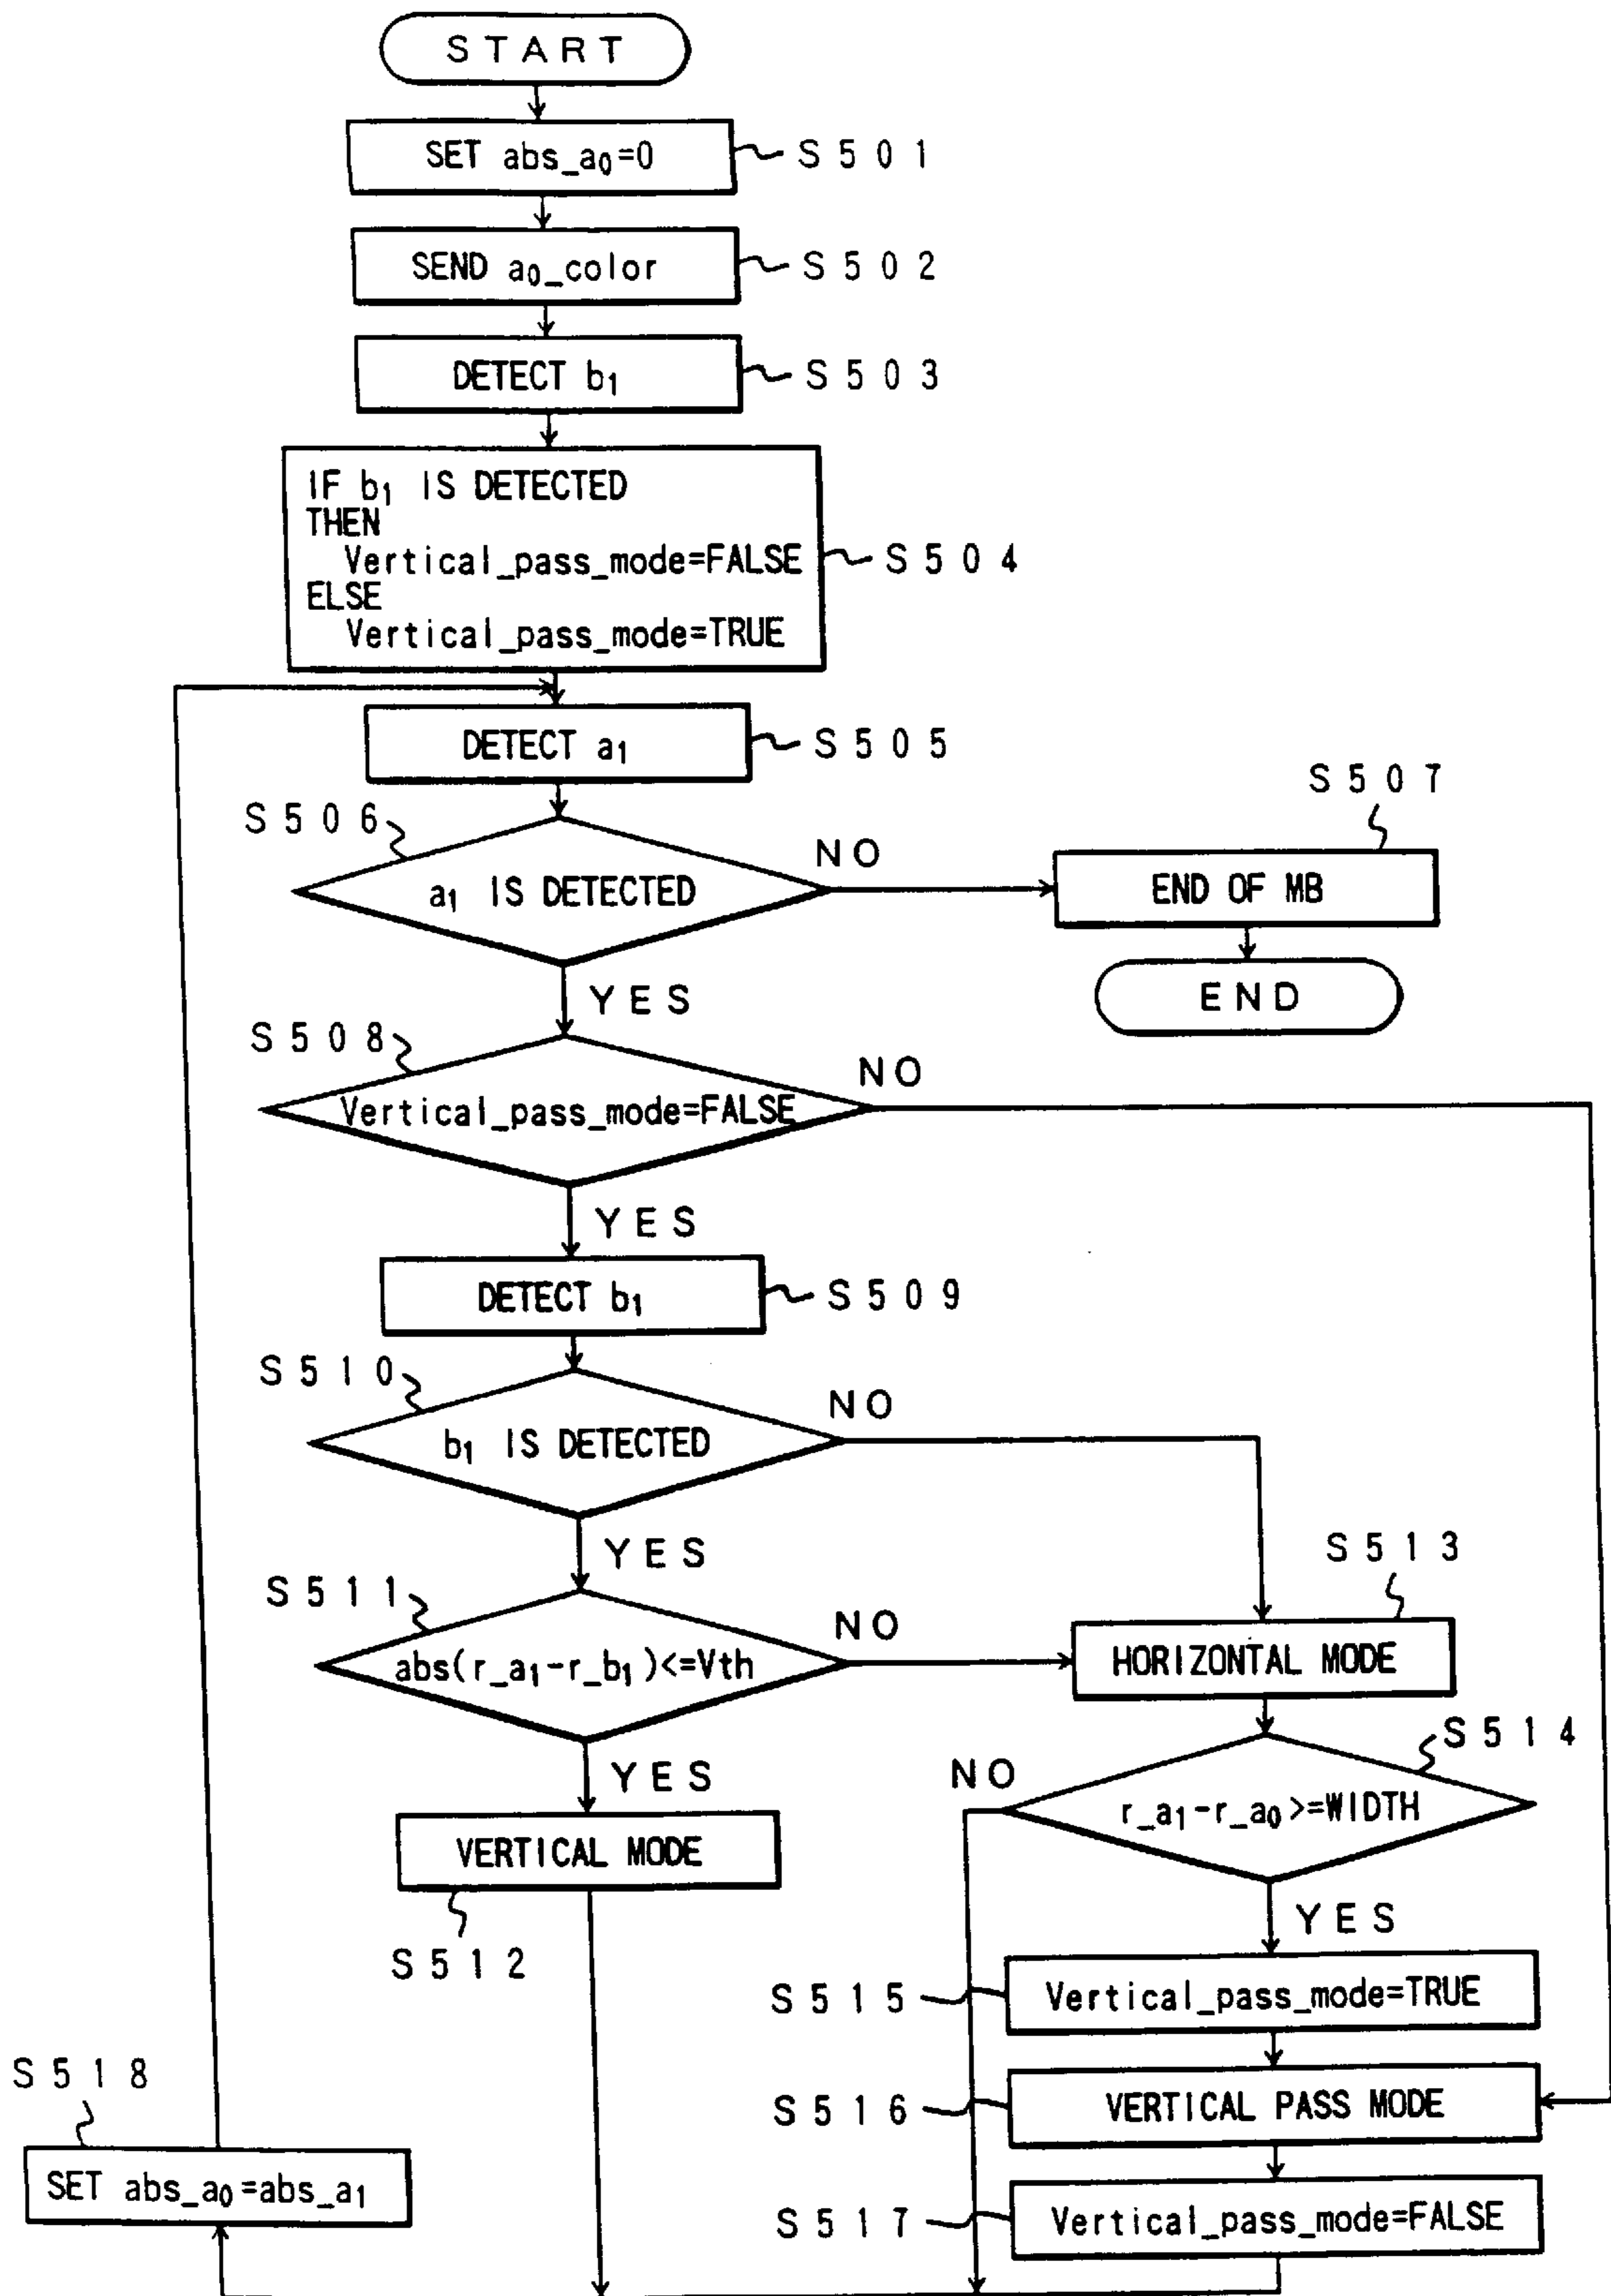 START
SET abs_a₀=0
S501
SEND a₀_color
S502
DETECT b₁
S503
IF b₁ IS DETECTED
THEN
Vertical_pass_mode=FALSE
ELSE
Vertical_pass_mode=TRUE
S504
DETECT a₁
S505
S506
a₁ IS DETECTED
NO
S507
END OF MB
END
YES
S508
Vertical_pass_mode=FALSE
NO
YES
DETECT b₁
S509
S510
b₁ IS DETECTED
NO
YES
S511
abs(r_a₁-r_b₁)<=Vth
NO
S513
HORIZONTAL MODE
YES
VERTICAL MODE
S512
S514
NO
r_a₁-r_a₀>=WIDTH
YES
S515
Vertical_pass_mode=TRUE
S516
VERTICAL PASS MODE
S517
Vertical_pass_mode=FALSE
S518
SET abs_a₀=abs_a₁